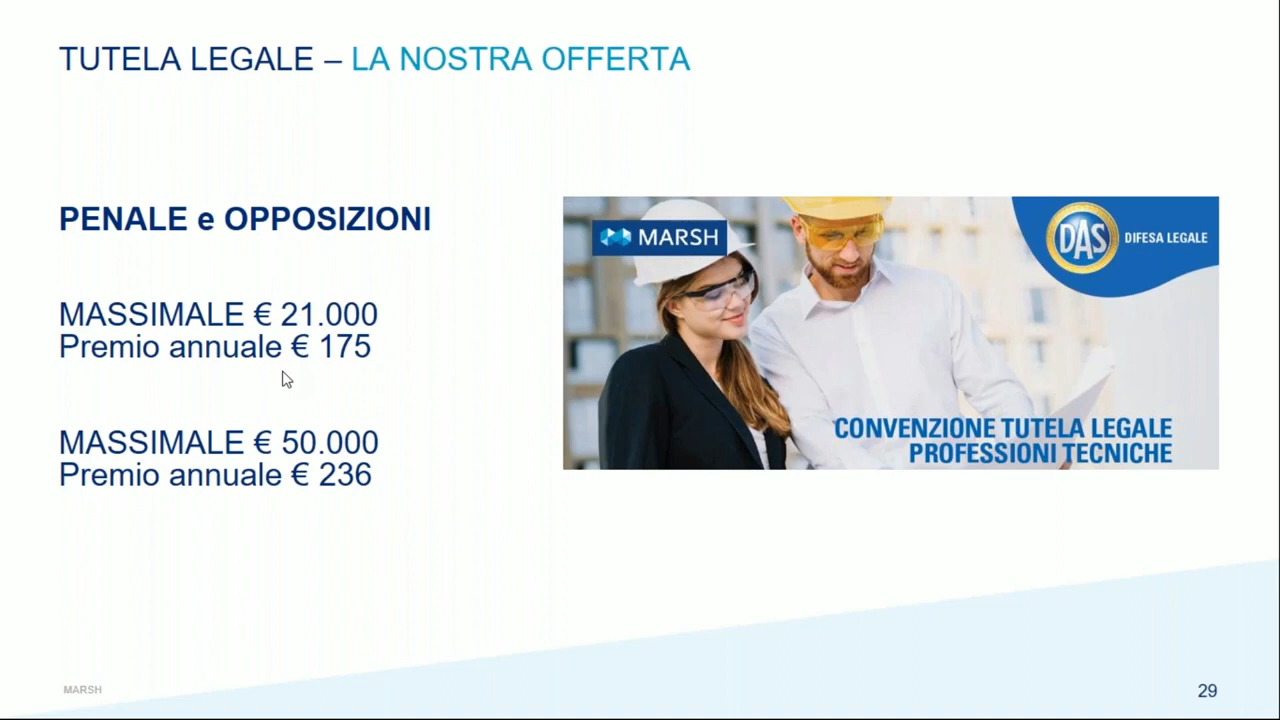 TUTELA LEGALE – LA NOSTRA OFFERTA
PENALE e OPPOSIZIONI
MASSIMALE € 21.000
Premio annuale € 175
MASSIMALE € 50.000
Premio annuale € 236
MARSH
DAS
DIFESA LEGALE
CONVENZIONE TUTELA LEGALE
PROFESSIONI TECNICHE
MARSH
29